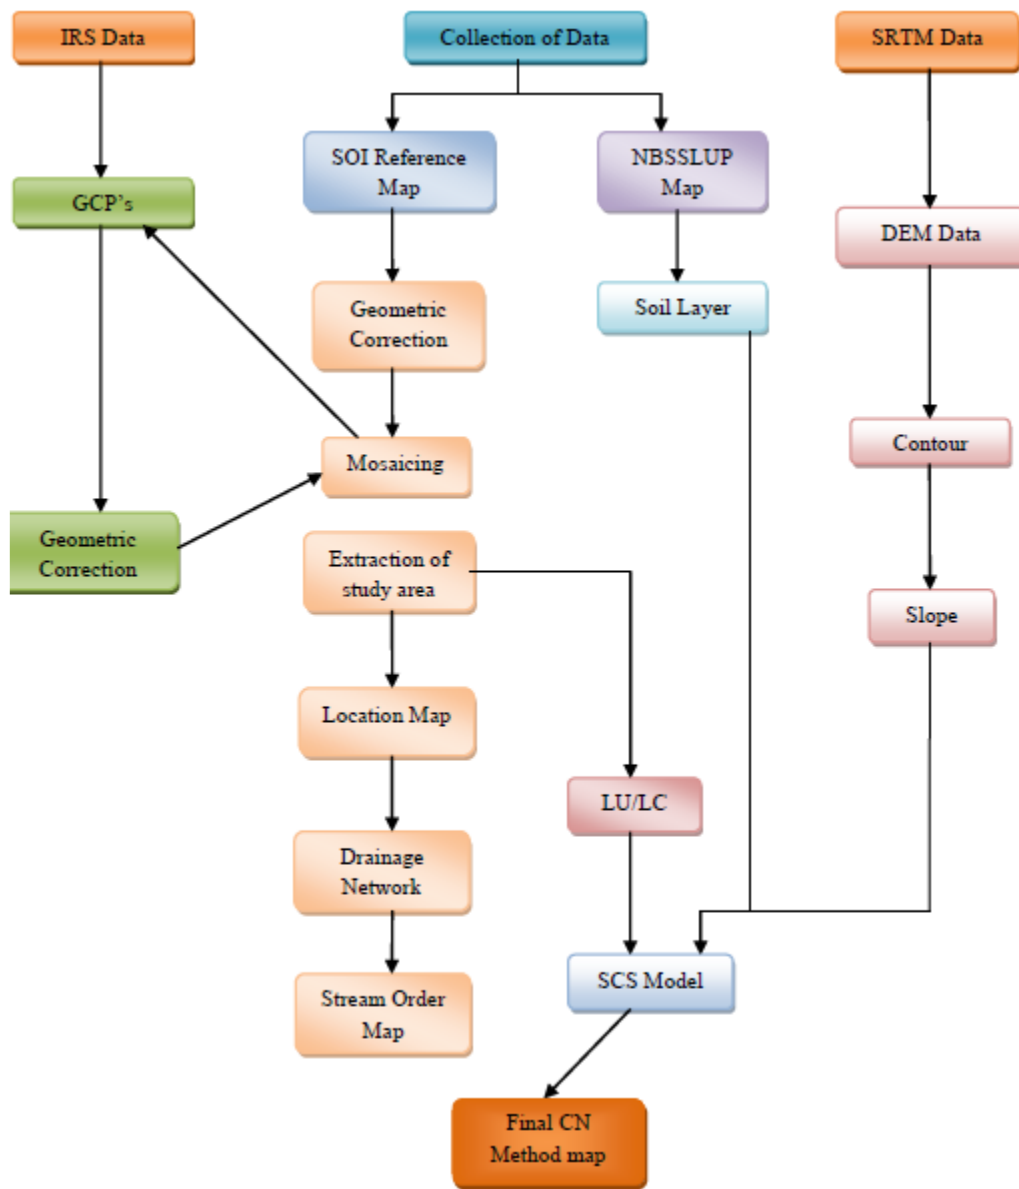 IRS Data
Collection of Data
SRTM Data
SOI Reference
Map
NBSSLUP
Map
GCP's
DEM Data
Geometric
Correction
Soil Layer
Contour
Mosaicing
Geometric
Correction
Extraction of
study area
Slope
Location Map
LU/LC
Drainage
Network
SCS Model
Stream Order
Map
Final CN
Method map